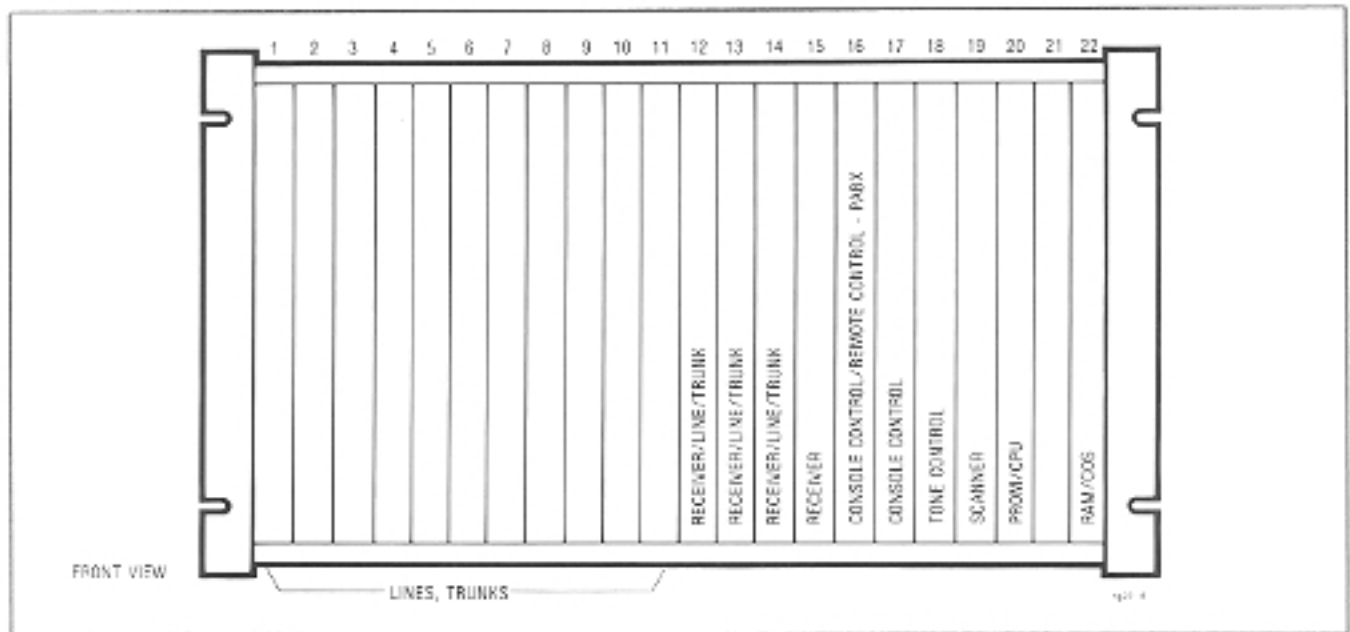 1 2 3 4 5 6 7 8 9 10 11 12 13 14 15 16 17 18 19 20 21 22
RECEIVER/LINE/TRUNK
RECEIVER/LINE/TRUNK
RECEIVER/LINE/TRUNK
RECEIVER
CONSOLE CONTROL/REMOTE CONTROL - PABX
CONSOLE CONTROL
TONE CONTROL
SCANNER
PROM/CPU
RAM/COS
FRONT VIEW
LINES, TRUNKS